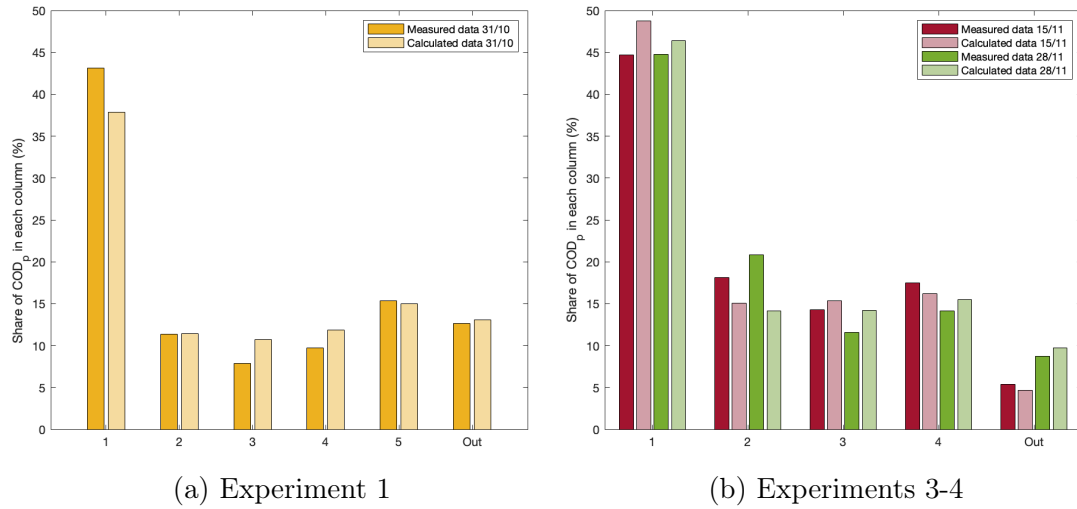 Share of COD_p in each column (%)
50
45
40
35
30
25
20
15
10
5
0
1 2 3 4 5 Out
Measured data 31/10
Calculated data 31/10
(a) Experiment 1
Share of COD_p in each column (%)
50
45
40
35
30
25
20
15
10
5
0
1 2 3 4 Out
Measured data 15/11
Calculated data 15/11
Measured data 28/11
Calculated data 28/11
(b) Experiments 3-4